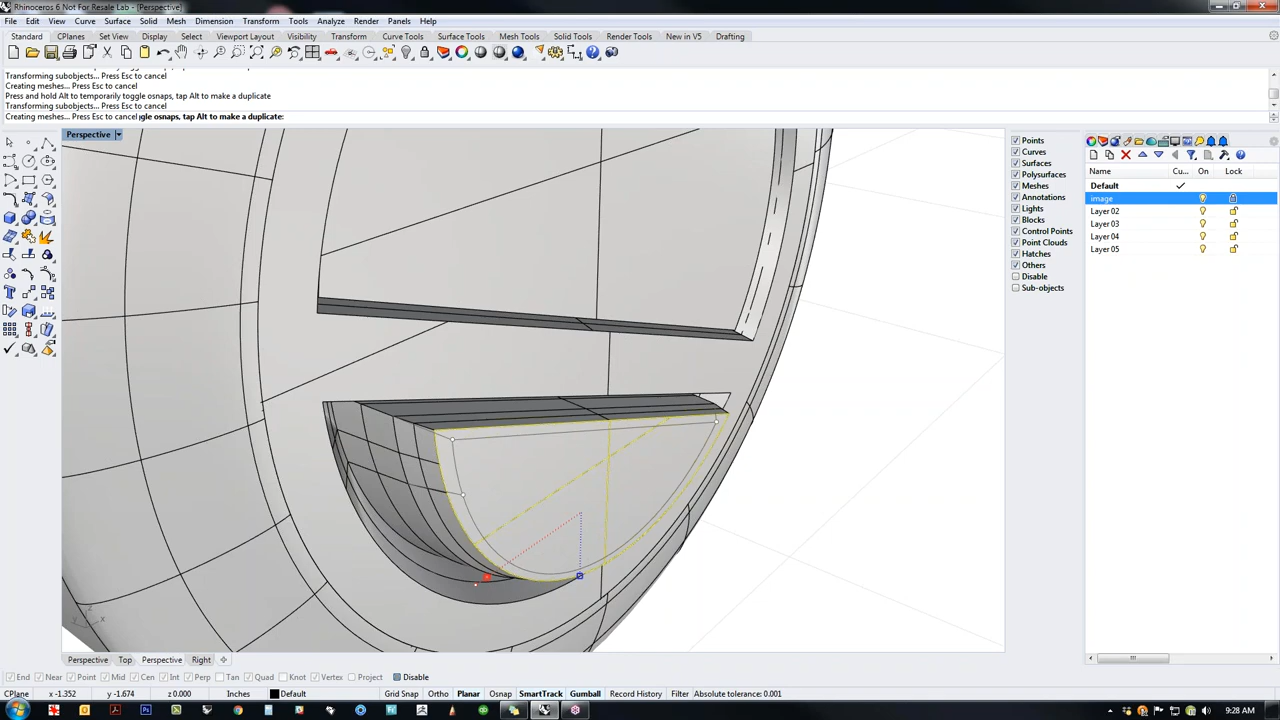 Rhinoceros 6 Not For Resale Lab - [Perspective]
File Edit View Curve Surface Solid Mesh Dimension Transform Tools Analyze Render Panels Help
Standard CPlanes Set View Display Select Viewport Layout Visibility Transform Curve Tools Surface Tools Mesh Tools Solid Tools Render Tools New in V5 Drafting
Transforming subobjects... Press Esc to cancel
Creating meshes... Press Esc to cancel
Press and hold Alt to temporarily toggle osnaps, tap Alt to make a duplicate
Transforming subobjects... Press Esc to cancel
Creating meshes... Press Esc to cancel gle osnaps, tap Alt to make a duplicate:
Perspective
Points
Curves
Surfaces
Polysurfaces
Meshes
Annotations
Lights
Blocks
Control Points
Point Clouds
Hatches
Others
Disable
Sub-objects
Name Cu... On Lock
Default
image
Layer 02
Layer 03
Layer 04
Layer 05
z
y x
Perspective Top Perspective Right
End Near Point Mid Cen Int Perp Tan Quad Knot Vertex Project Disable
CPlane x -1.352 y -1.674 z 0.000 Inches Default Grid Snap Ortho Planar Osnap SmartTrack Gumball Record History Filter Absolute tolerance: 0.001
9:28 AM